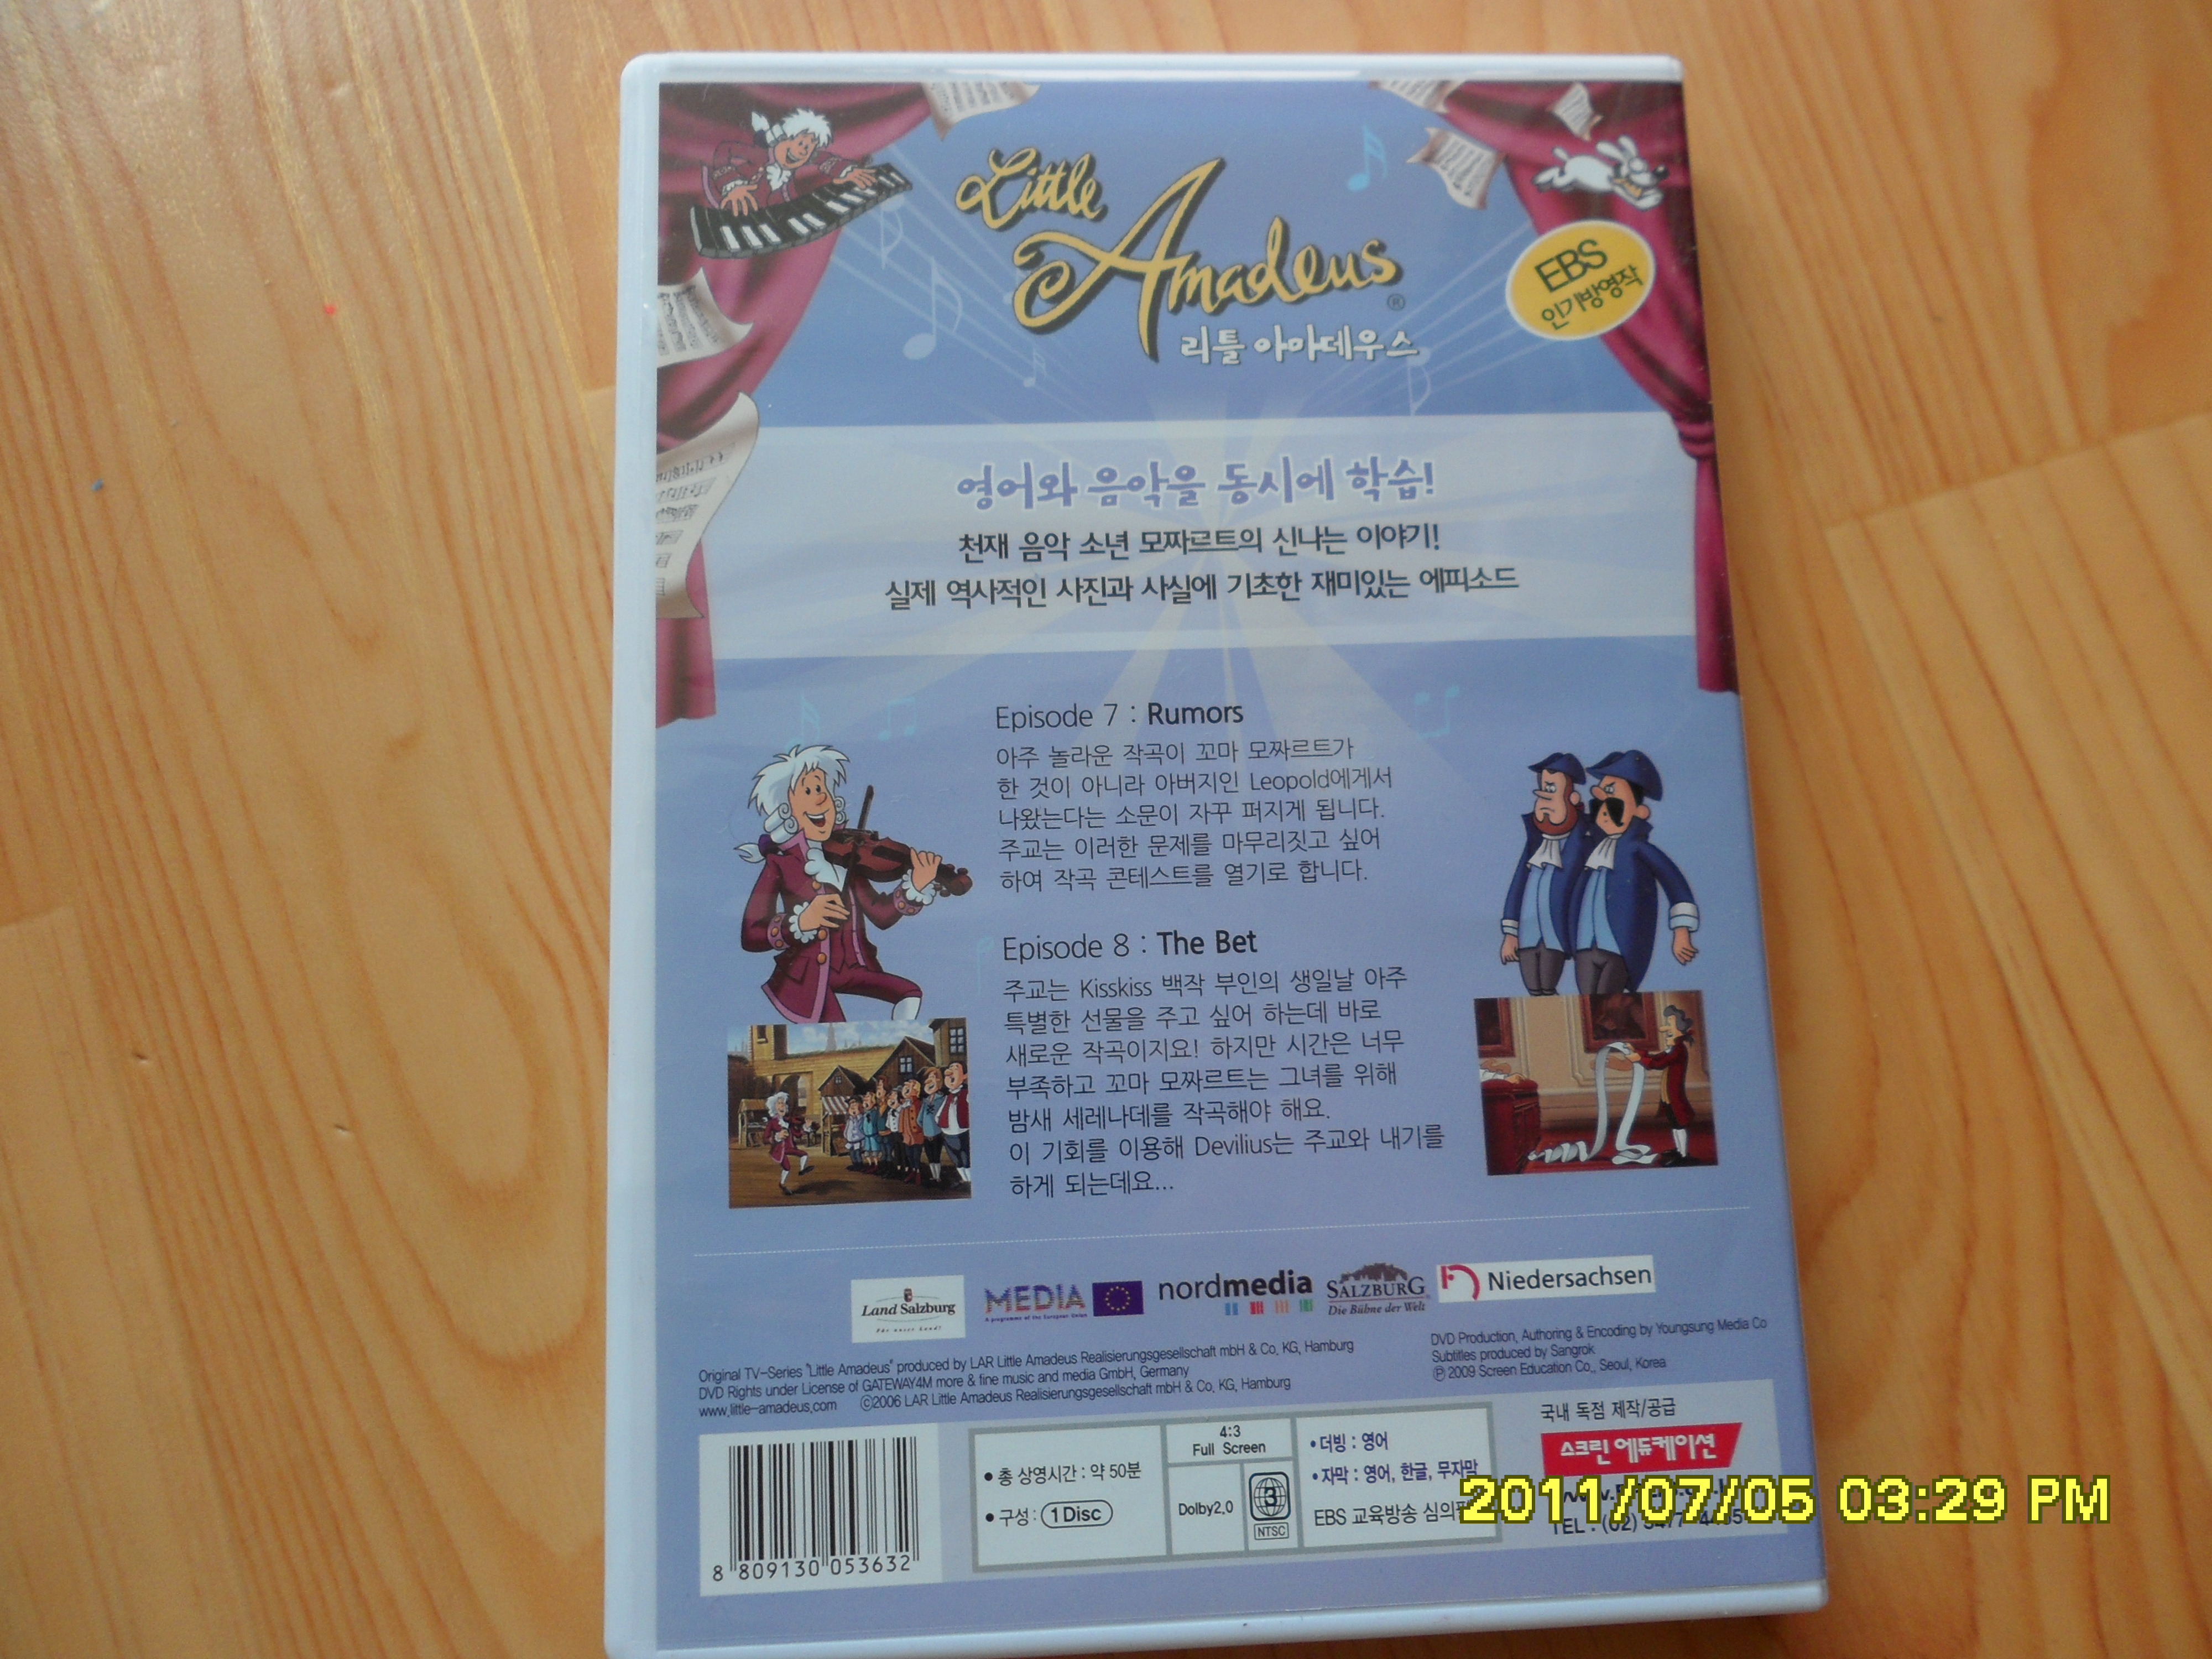 Little
Amadeus®
리틀 아마데우스
EBS
인기방영작
영어와 음악을 동시에 학습!
천재 음악 소년 모짜르트의 신나는 이야기!
실제 역사적인 사진과 사실에 기초한 재미있는 에피소드
Episode 7 : Rumors
아주 놀라운 작곡이 꼬마 모짜르트가
한 것이 아니라 아버지인 Leopold에게서
나왔는다는 소문이 자꾸 퍼지게 됩니다.
주교는 이러한 문제를 마무리짓고 싶어
하여 작곡 콘테스트를 열기로 합니다.
Episode 8 : The Bet
주교는 Kisskiss 백작 부인의 생일날 아주
특별한 선물을 주고 싶어 하는데 바로
새로운 작곡이지요! 하지만 시간은 너무
부족하고 꼬마 모짜르트는 그녀를 위해
밤새 세레나데를 작곡해야 해요.
이 기회를 이용해 Devilius는 주교와 내기를
하게 되는데요...
Land Salzburg
Für unser Land!
MEDIA
A programme of the European Union
nordmedia
SALZBURG
Die Bühne der Welt
Niedersachsen
Original TV-Series "Little Amadeus" produced by LAR Little Amadeus Realisierungsgesellschaft mbH & Co. KG, Hamburg
DVD Rights under License of GATEWAY4M more & fine music and media GmbH, Germany
www.little-amadeus.com ⓒ2006 LAR Little Amadeus Realisierungsgesellschaft mbH & Co. KG, Hamburg
DVD Production, Authoring & Encoding by Youngsung Media Co
Subtitles produced by Sangrok
Ⓟ 2009 Screen Education Co., Seoul, Korea
8 809130 053632
• 총 상영시간 : 약 50분
• 구성 : 1 Disc
4:3
Full Screen
Dolby2.0
3
NTSC
• 더빙 : 영어
• 자막 : 영어, 한글, 무자막
EBS 교육방송 심의
국내 독점 제작/공급
스크린 에듀케이션
TEL : (02)
2011/07/05 03:29 PM